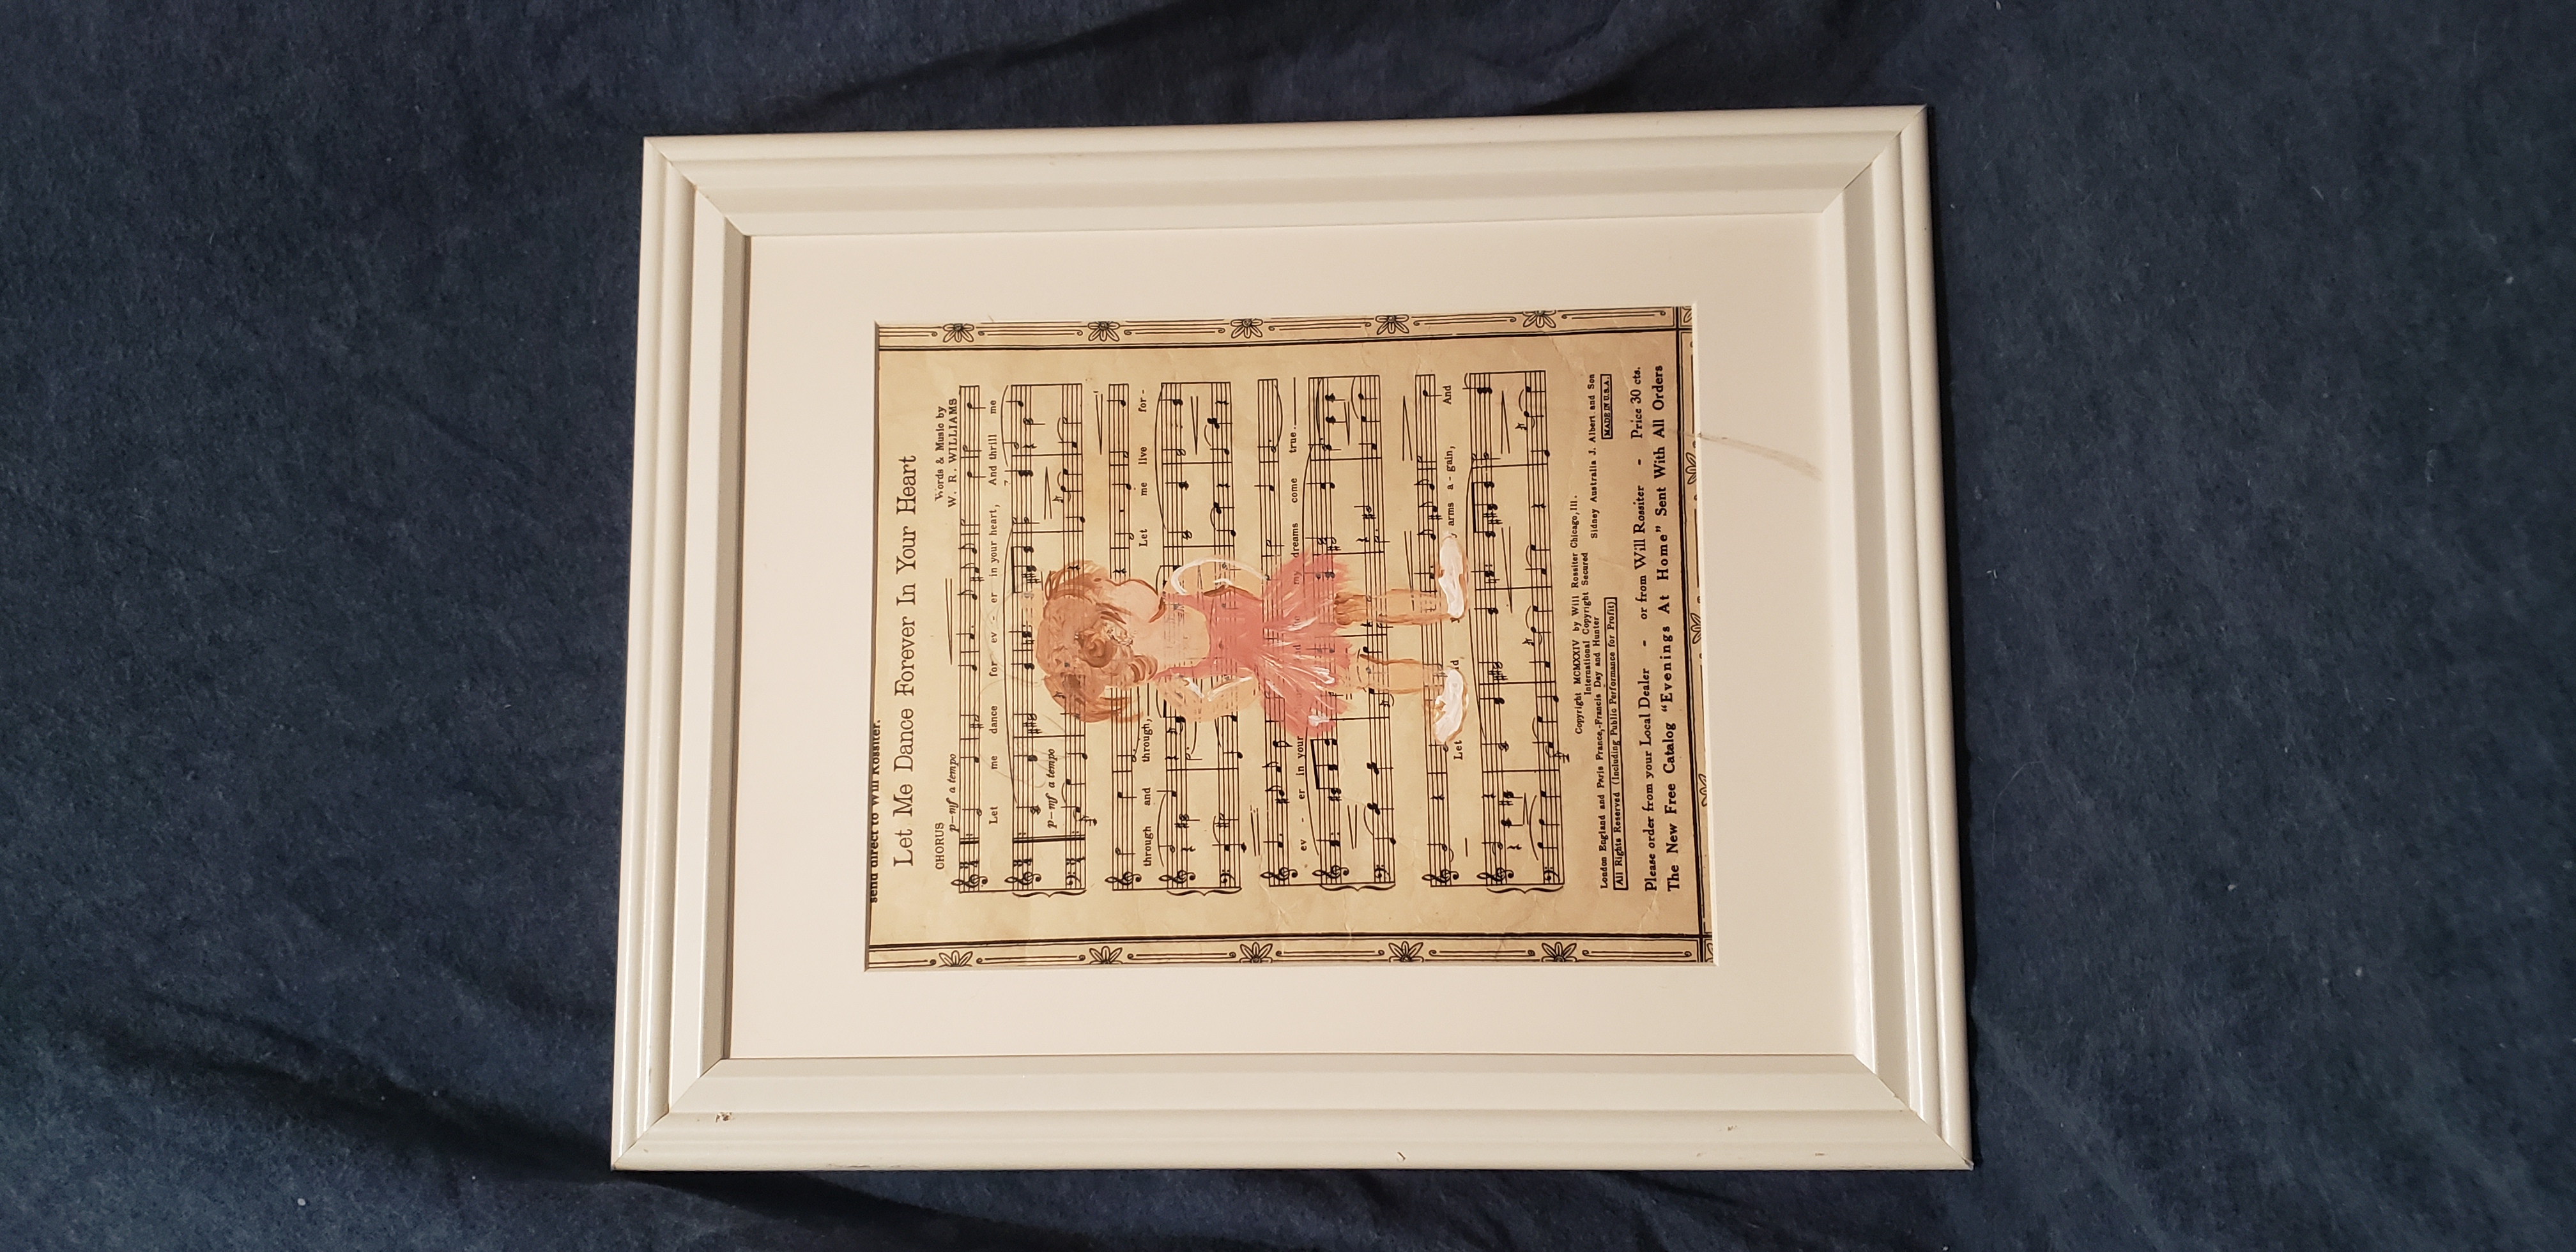 send direct to Will Rossiter.
Let Me Dance Forever In Your Heart
CHORUS
Words & Music by
W. R. WILLIAMS
p-mf a tempo
Let me dance for ev - er in your heart, And thrill me
p-mf a tempo
through and through, Let me live for-
ev - er in your my dreams come true.
Let arms a-gain, And
Copyright MCMXXIV by Will Rossiter Chicago, Ill.
International Copyright Secured
London England and Paris France,-Francis Day and Hunter Sidney Australia J. Albert and Son
All Rights Reserved (Including Public Performance for Profit) MADE IN U.S.A.
Please order from your Local Dealer - or from Will Rossiter - Price 30 cts.
The New Free Catalog "Evenings At Home" Sent With All Orders